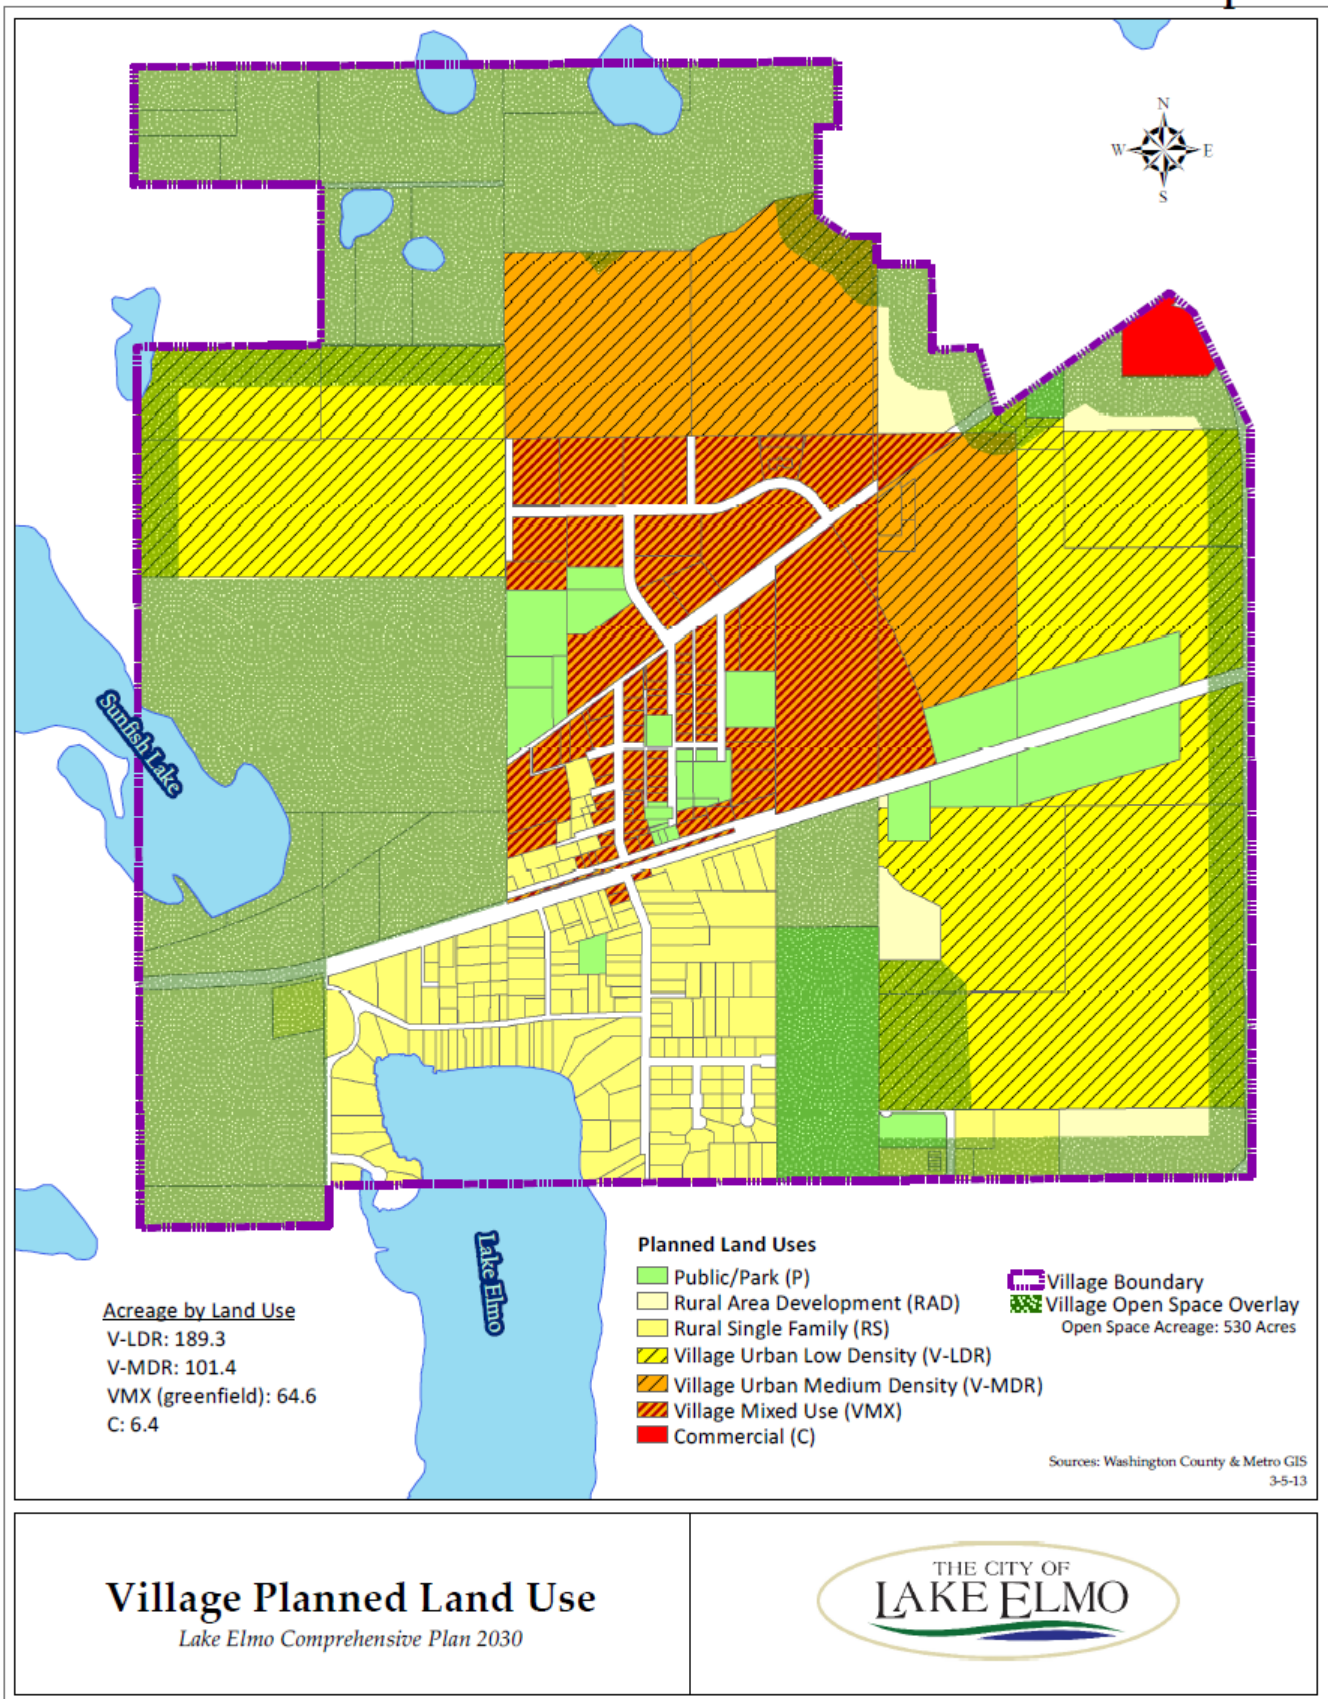 N
W E
S
Sunfish Lake
Lake Elmo
Acreage by Land Use
V-LDR: 189.3
V-MDR: 101.4
VMX (greenfield): 64.6
C: 6.4
Planned Land Uses
Public/Park (P)
Rural Area Development (RAD)
Rural Single Family (RS)
Village Urban Low Density (V-LDR)
Village Urban Medium Density (V-MDR)
Village Mixed Use (VMX)
Commercial (C)
Village Boundary
Village Open Space Overlay
Open Space Acreage: 530 Acres
Sources: Washington County & Metro GIS
3-5-13
Village Planned Land Use
Lake Elmo Comprehensive Plan 2030
THE CITY OF
LAKE ELMO